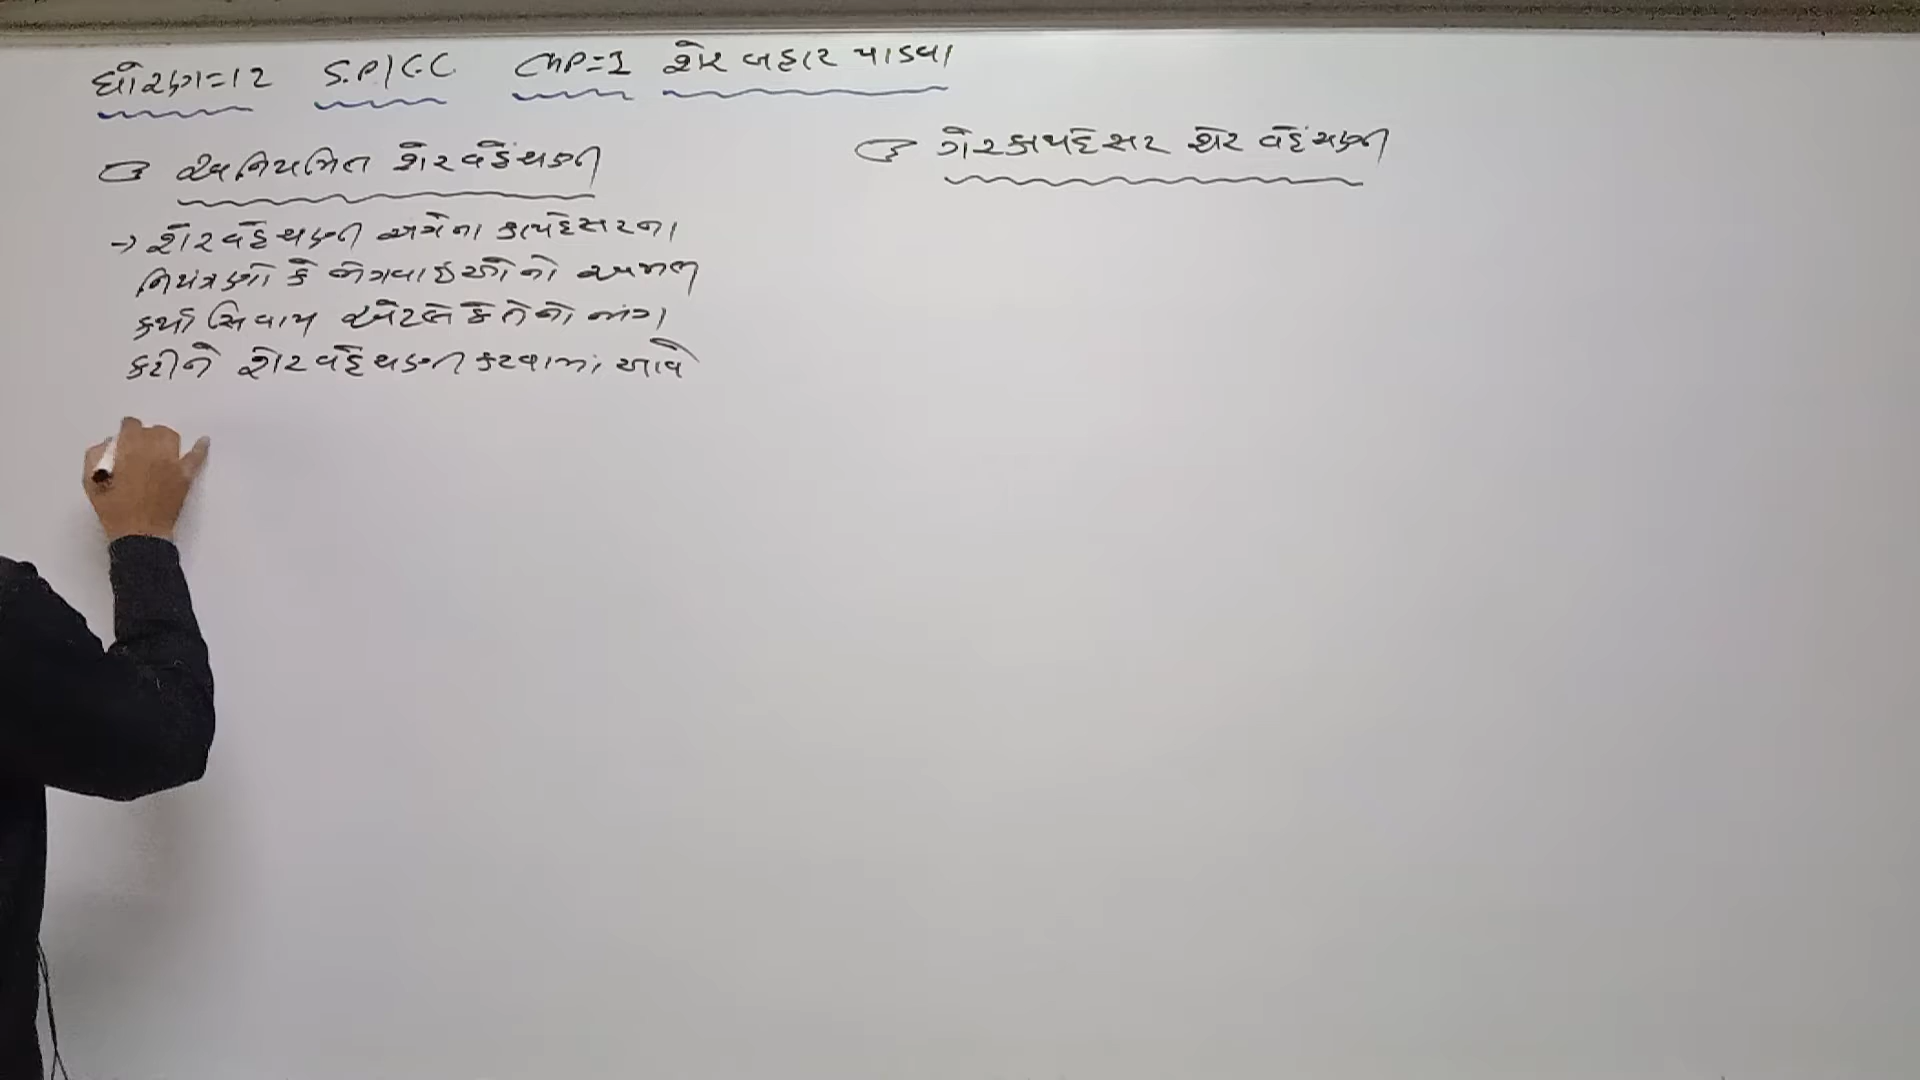 ધોરણ=12 S.P/C.C Chp=1 શેર બહાર પાડવા
અનિયમિત શેરવહેંચણી
→ શેરવહેંચણી અંગેના કાયદેસરના
નિયંત્રણો કે જોગવાઈઓનો અમલ
કર્યા સિવાય એટલે કે તેનો ભંગ
કરીને શેરવહેંચણી કરવામાં આવે
ગેરકાયદેસર શેર વહેંચણી